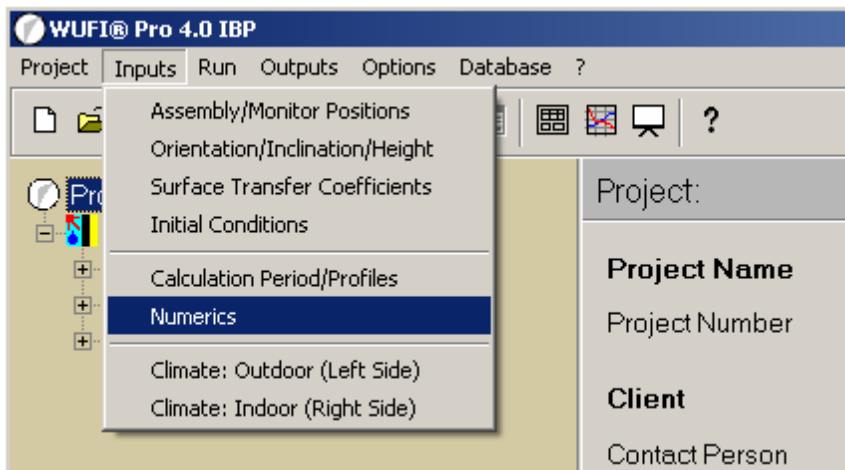 WUFI® Pro 4.0 IBP
Project Inputs Run Outputs Options Database ?
?
Assembly/Monitor Positions
Orientation/Inclination/Height
Surface Transfer Coefficients
Initial Conditions
Calculation Period/Profiles
Numerics
Climate: Outdoor (Left Side)
Climate: Indoor (Right Side)
Project:
Project Name
Project Number
Client
Contact Person